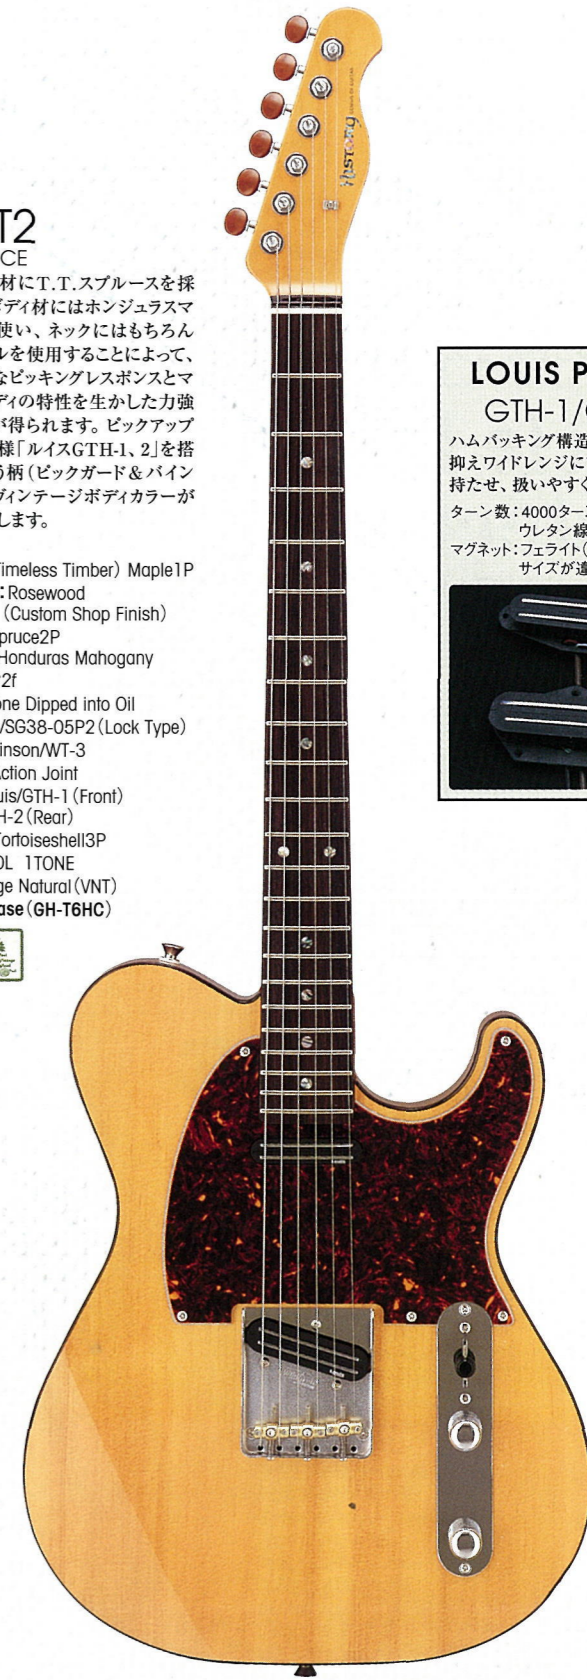 HISTORY
T2
CE
材にT.T.スプルースを採
ディ材にはホンジュラスマ
使い、ネックにはもちろん
ルを使用することによって、
なピッキングレスポンスとマ
ディの特性を生かした力強
が得られます。ピックアップ
様「ルイスGTH-1、2」を搭
う柄(ピックガード&バイン
ヴィンテージボディカラーが
します。
imeless Timber) Maple1P
:Rosewood
(Custom Shop Finish)
pruce2P
Honduras Mahogany
2f
one Dipped into Oil
/SG38-05P2(Lock Type)
inson/WT-3
Action Joint
uis/GTH-1(Front)
H-2(Rear)
Tortoiseshell3P
OL 1TONE
ge Natural(VNT)
ase(GH-T6HC)
LOUIS P
GTH-1/
ハムバッキング構造
抑えワイドレンジに
持たせ、扱いやすく
ターン数:4000ター
ウレタン線
マグネット:フェライト(
サイズが違